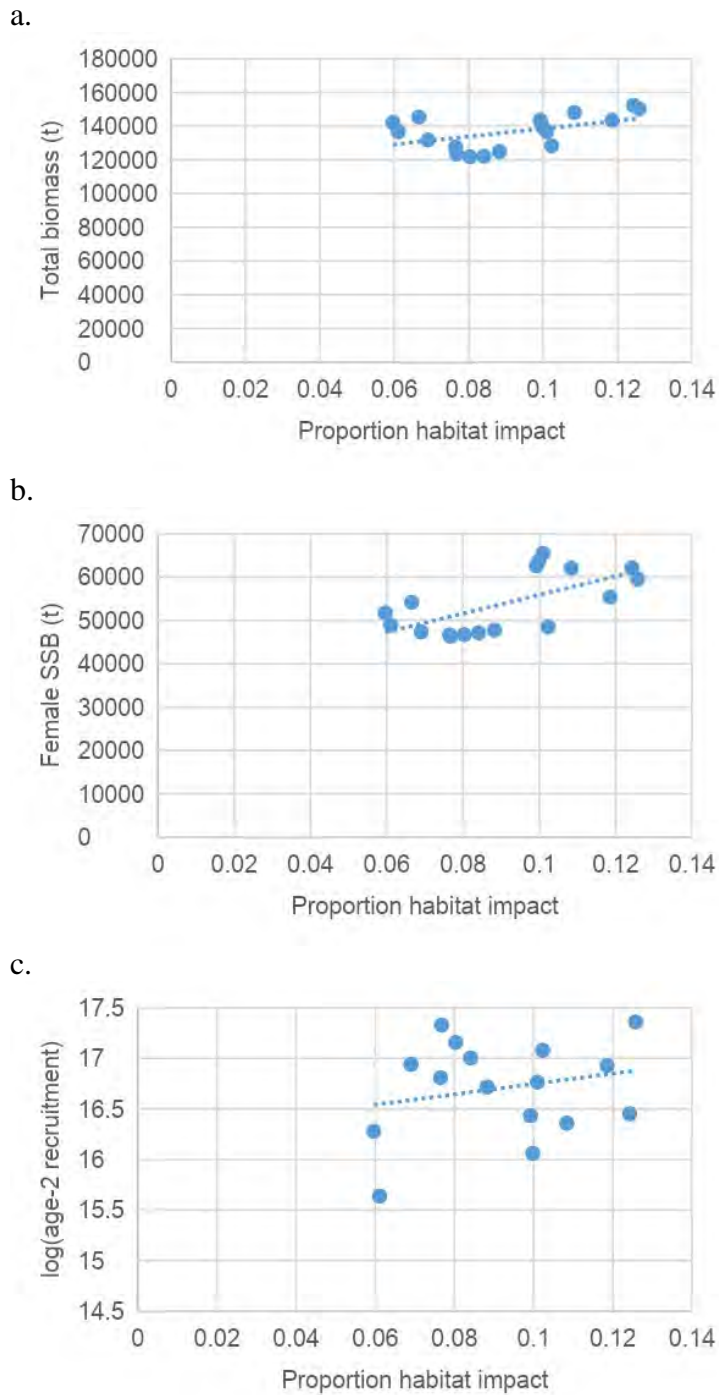 a.
180000
160000
140000
120000
100000
80000
60000
40000
20000
0
Total biomass (t)
0 0.02 0.04 0.06 0.08 0.1 0.12 0.14
Proportion habitat impact
b.
70000
60000
50000
40000
30000
20000
10000
0
Female SSB (t)
0 0.02 0.04 0.06 0.08 0.1 0.12 0.14
Proportion habitat impact
c.
17.5
17
16.5
16
15.5
15
14.5
log(age-2 recruitment)
0 0.02 0.04 0.06 0.08 0.1 0.12 0.14
Proportion habitat impact